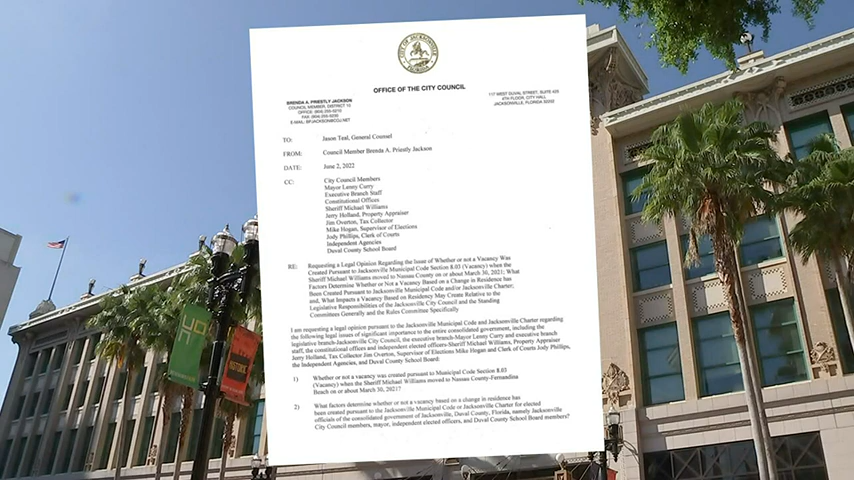 CITY OF JACKSONVILLE
FLORIDA
OFFICE OF THE CITY COUNCIL
BRENDA A. PRIESTLY JACKSON
COUNCIL MEMBER, DISTRICT 10
E-MAIL: BPJACKSON@COJ.NET
117 WEST DUVAL STREET, SUITE 425
4TH FLOOR, CITY HALL
JACKSONVILLE, FLORIDA 32202
TO: Jason Teal, General Counsel
FROM: Council Member Brenda A. Priestly Jackson
DATE: June 2, 2022
CC: City Council Members
Mayor Lenny Curry
Executive Branch Staff
Constitutional Offices
Sheriff Michael Williams
Jerry Holland, Property Appraiser
Jim Overton, Tax Collector
Mike Hogan, Supervisor of Elections
Jody Phillips, Clerk of Courts
Independent Agencies
Duval County School Board
RE: Requesting a Legal Opinion Regarding the Issue of Whether or not a Vacancy Was
Created Pursuant to Jacksonville Municipal Code Section 8.03 (Vacancy) when the
Sheriff Michael Williams moved to Nassau County on or about March 30, 2021; What
Factors Determine Whether or Not a Vacancy Based on a Change in Residence has
Been Created Pursuant to Jacksonville Municipal Code and/or Jacksonville Charter;
and, What Impacts a Vacancy Based on Residency May Create Relative to the
Legislative Responsibilities of the Jacksonville City Council and the Standing
Committees Generally and the Rules Committee Specifically
I am requesting a legal opinion pursuant to the Jacksonville Municipal Code and Jacksonville Charter regarding
the following legal issues of significant importance to the entire consolidated government, including the
legislative branch-Jacksonville City Council, the executive branch-Mayor Lenny Curry and executive branch
staff, the constitutional offices and independent elected officers-Sheriff Michael Williams, Property Appraiser
Jerry Holland, Tax Collector Jim Overton, Supervisor of Elections Mike Hogan and Clerk of Courts Jody Phillips,
the Independent Agencies, and Duval County School Board:
1) Whether or not a vacancy was created pursuant to Municipal Code Section 8.03
(Vacancy) when the Sheriff Michael Williams moved to Nassau County-Fernandina
Beach on or about March 30, 2021?
2) What factors determine whether or not a vacancy based on a change in residence has
been created pursuant to the Jacksonville Municipal Code or Jacksonville Charter for elected
officials of the consolidated government of Jacksonville, Duval County, Florida, namely Jacksonville
City Council members, mayor, independent elected officers, and Duval County School Board members?